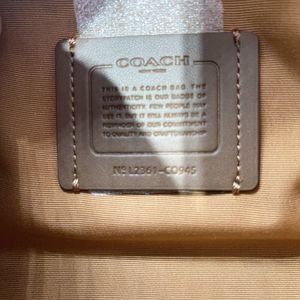 COACH
NEW YORK
THIS IS A COACH BAG. THE
STORYPATCH IS OUR BADGE OF
AUTHENTICITY. FEW PEOPLE MAY
SEE IT, BUT IT WILL ALWAYS BE A
REMINDER OF OUR COMMITMENT
TO QUALITY AND CRAFTSMANSHIP.
Nº L2361-CO945